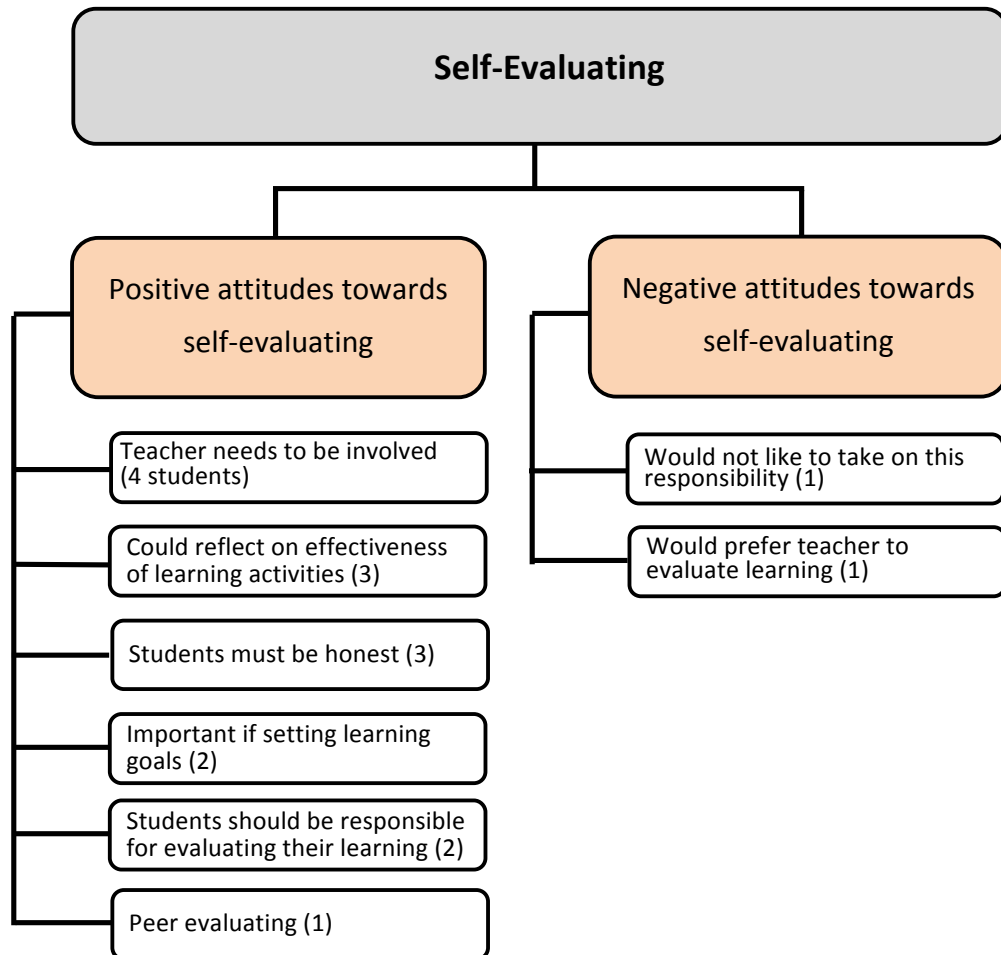 Self-Evaluating
Positive attitudes towards
self-evaluating
Teacher needs to be involved
(4 students)
Could reflect on effectiveness
of learning activities (3)
Students must be honest (3)
Important if setting learning
goals (2)
Students should be responsible
for evaluating their learning (2)
Peer evaluating (1)
Negative attitudes towards
self-evaluating
Would not like to take on this
responsibility (1)
Would prefer teacher to
evaluate learning (1)